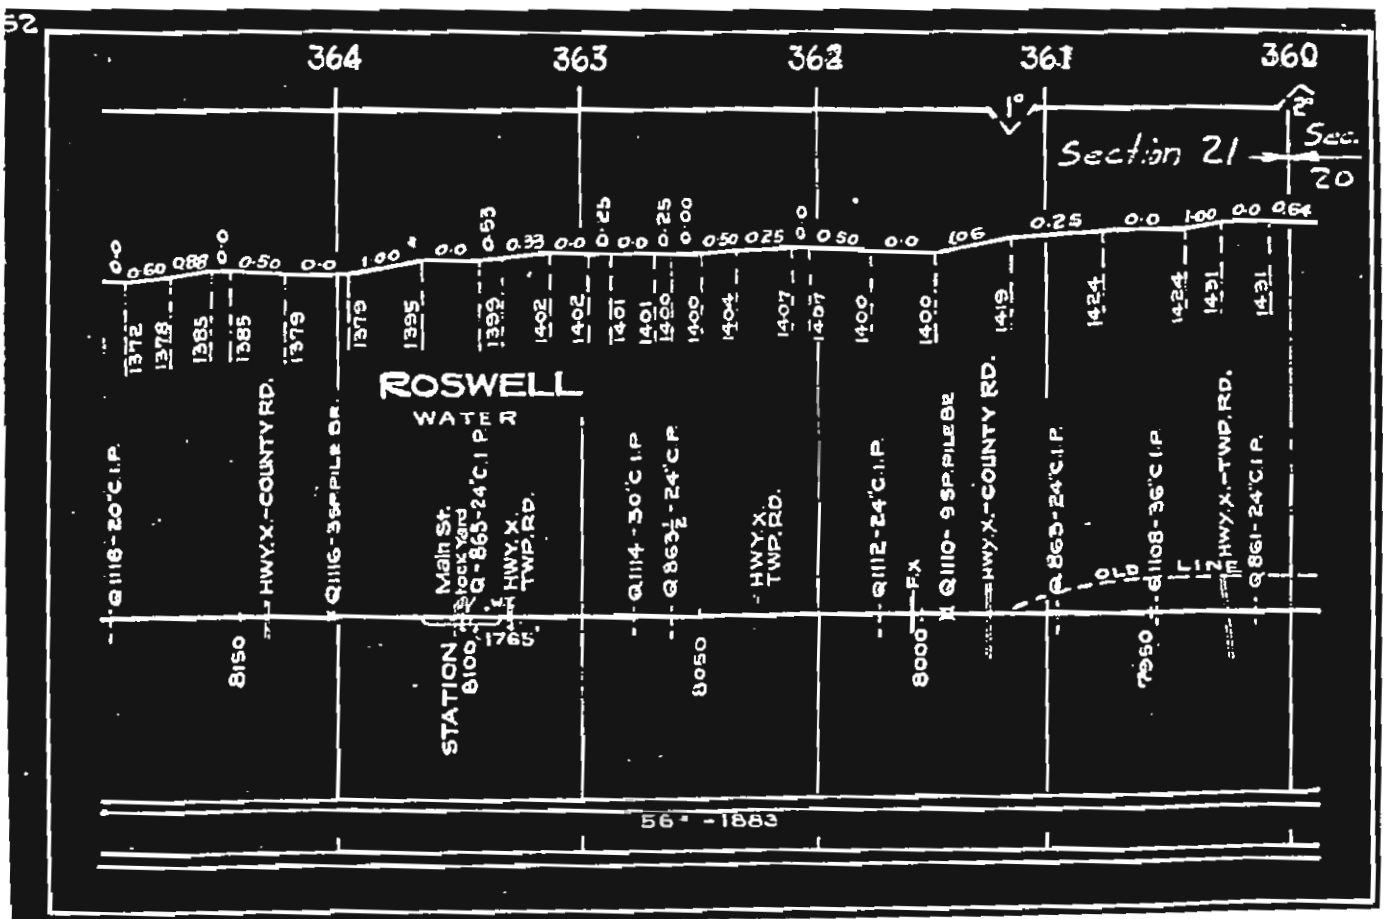 52
364 363 362 361 360
1° 2°
Section 21 Sec.
20
0.0 0.60 0.88 0.0 0.50 0.0 1.00 0.0 0.53 0.33 0.0 0.25 0.0 0.25 0.00 0.50 0.25 0.0 0.50 0.0 1.06 0.25 0.0 1.00 0.0 0.64
1372 1378 1385 1385 1379 1379 1395 1399 1402 1402 1401 1401 1400 1400 1404 1407 1407 1400 1400 1419 1424 1424 1431 1431
ROSWELL
WATER
Q1118-20"C.I.P.
HWY.X.-COUNTY RD.
Q1116-3SP.PILE BR.
Main St.
Stock Yard
Q-865-24"C.I.P.
HWY.X.
TWP.RD.
Q1114-30"C.I.P.
Q863½-24"C.I.P.
HWY.X.
TWP.RD.
Q1112-24"C.I.P.
F.X
Q1110-9SP.PILE BR
HWY.X.-COUNTY RD.
Q863-24"C.I.P.
Q1108-36"C.I.P.
HWY.X.-TWP.RD.
Q861-24"C.I.P.
OLD LINE
W
1765'
STATION
8150 8100 8050 8000 7950
56# -1883